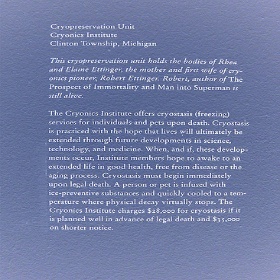 Cryopreservation Unit
Cryonics Institute
Clinton Township, Michigan
This cryopreservation unit holds the bodies of Rhea
and Elaine Ettinger, the mother and first wife of cry-
onics pioneer, Robert Ettinger. Robert, author of The
Prospect of Immortality and Man into Superman is
still alive.
The Cryonics Institute offers cryostasis (freezing)
services for individuals and pets upon death. Cryostasis
is practiced with the hope that lives will ultimately be
extended through future developments in science,
technology, and medicine. When, and if, these develop-
ments occur, Institute members hope to awake to an
extended life in good health, free from disease or the
aging process. Cryostasis must begin immediately
upon legal death. A person or pet is infused with
ice-preventive substances and quickly cooled to a tem-
perature where physical decay virtually stops. The
Cryonics Institute charges $28,000 for cryostasis if it
is planned well in advance of legal death and $35,000
on shorter notice.